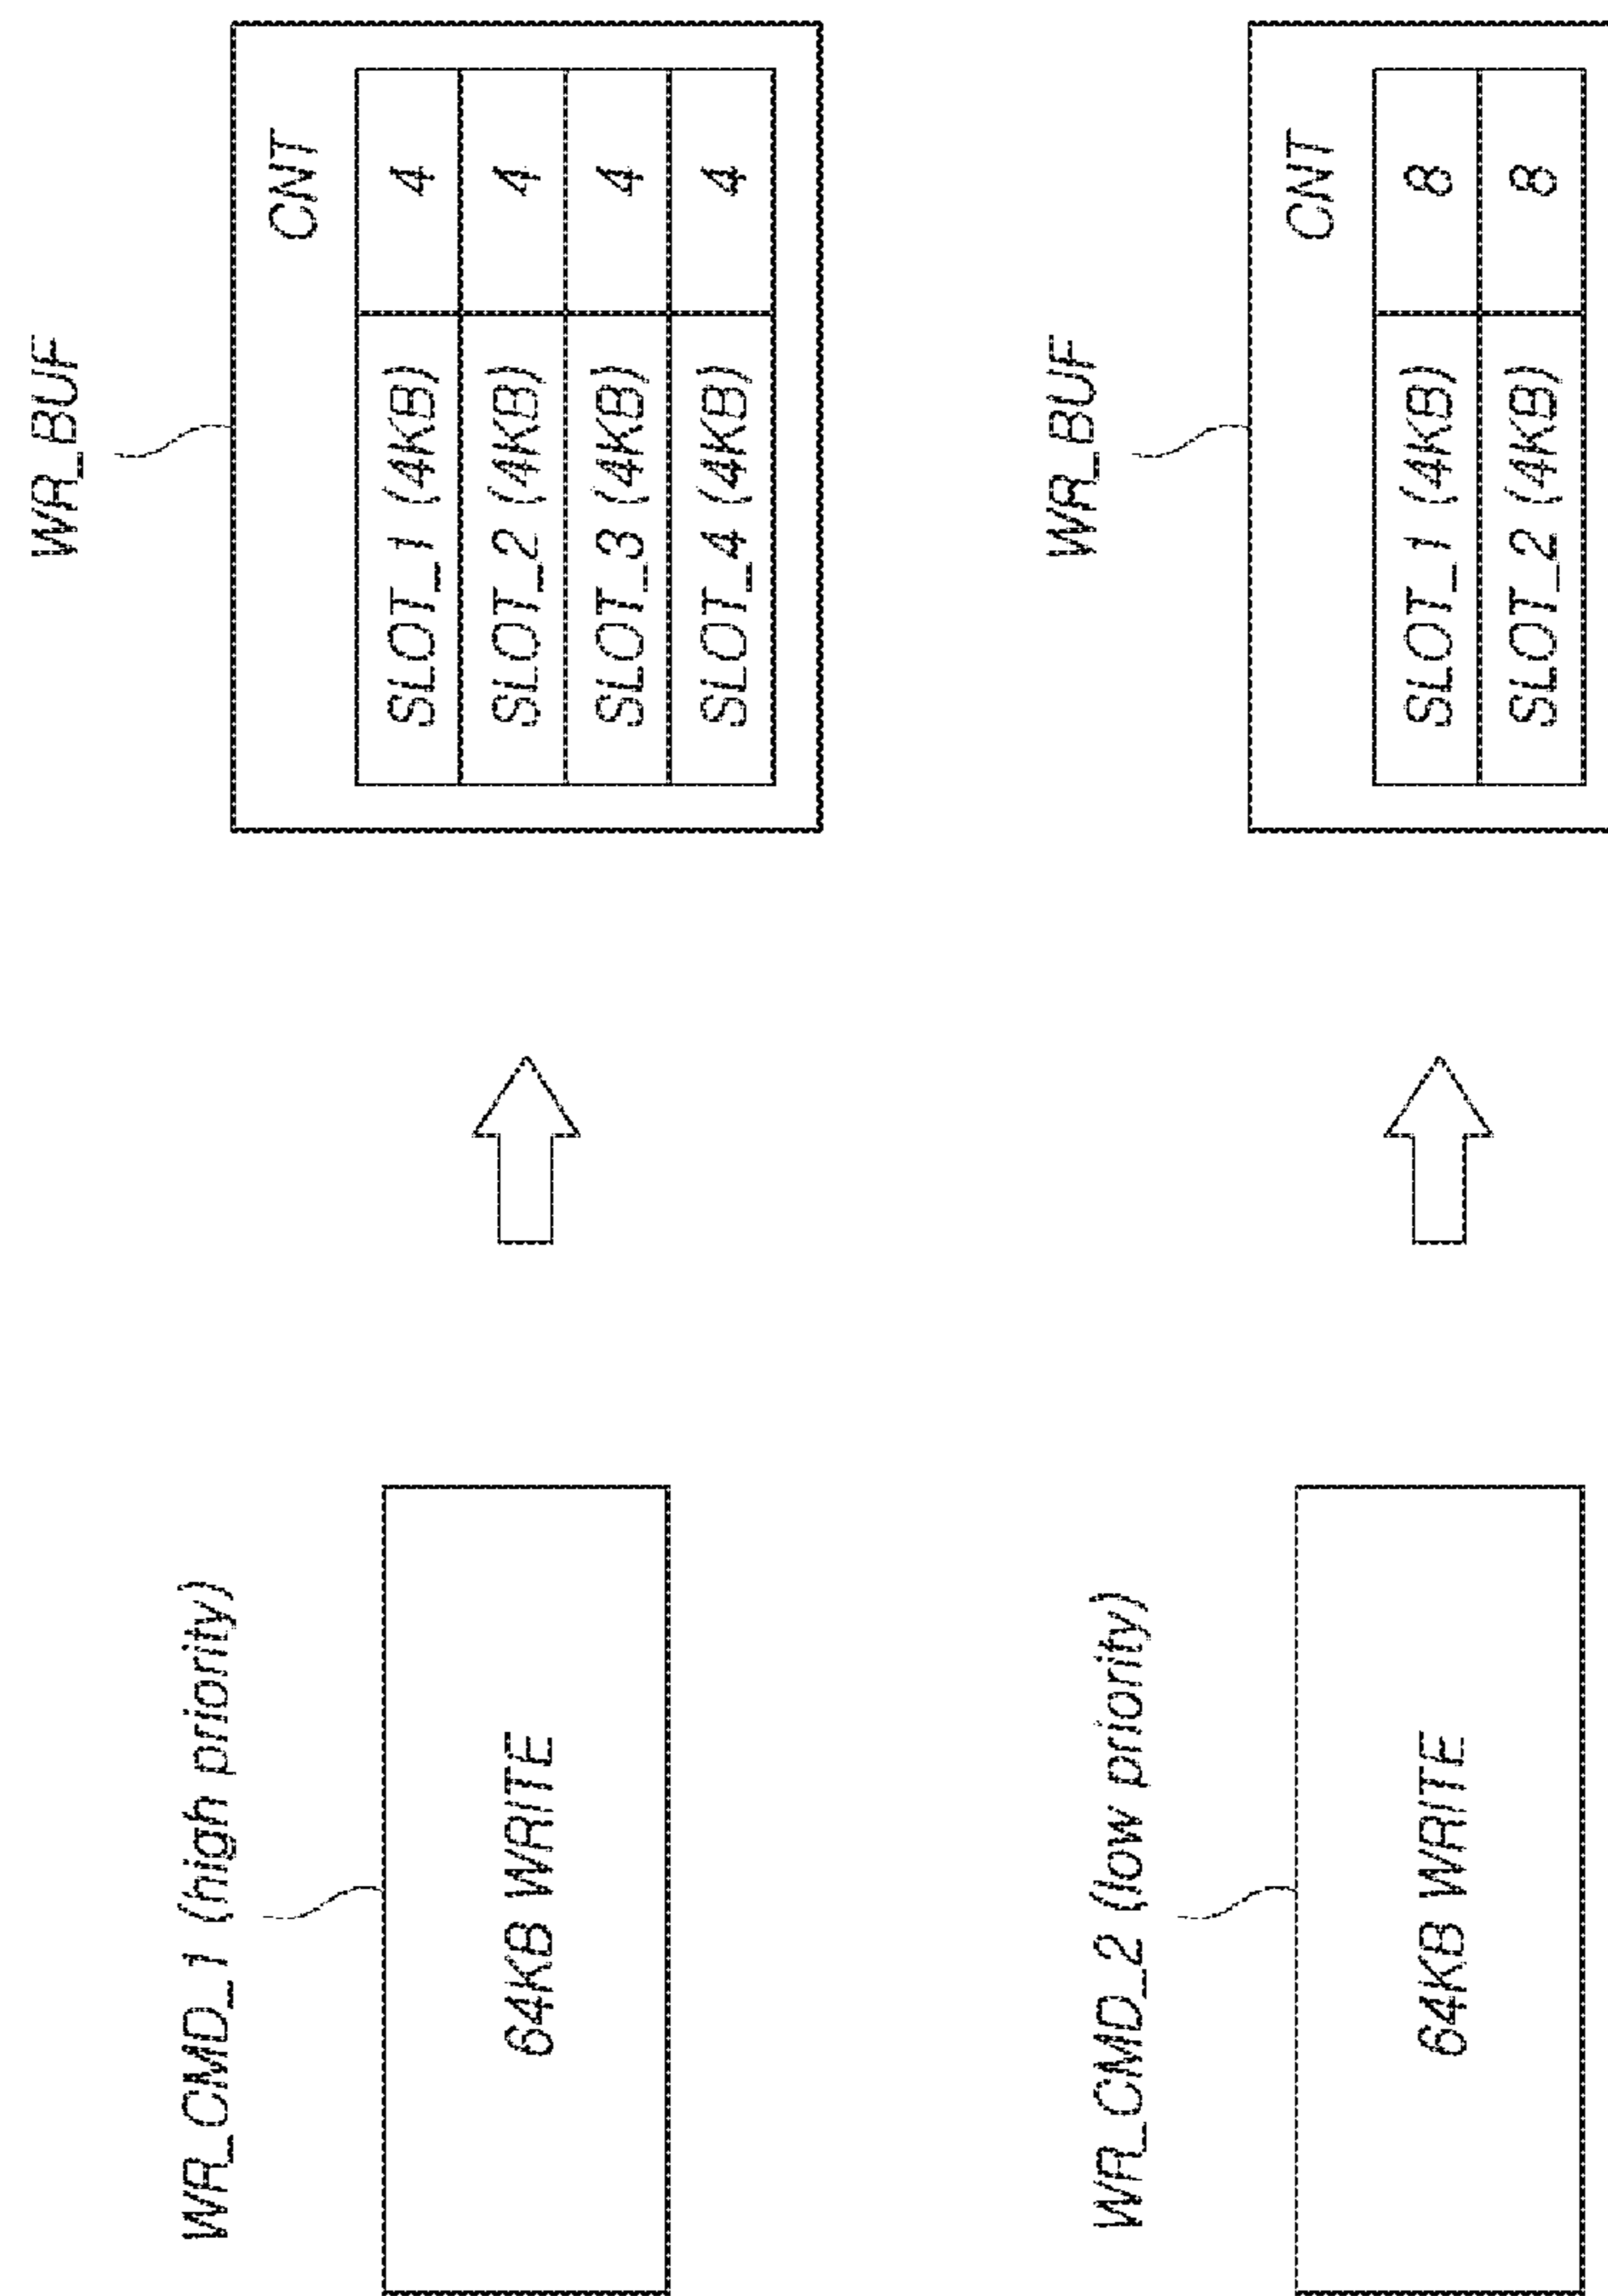 WR_CMD_1 (high priority)
64KB WRITE
WR_BUF
CNT
SLOT_1 (4KB) 4
SLOT_2 (4KB) 4
SLOT_3 (4KB) 4
SLOT_4 (4KB) 4
WR_CMD_2 (low priority)
64KB WRITE
WR_BUF
CNT
SLOT_1 (4KB) 8
SLOT_2 (4KB) 8